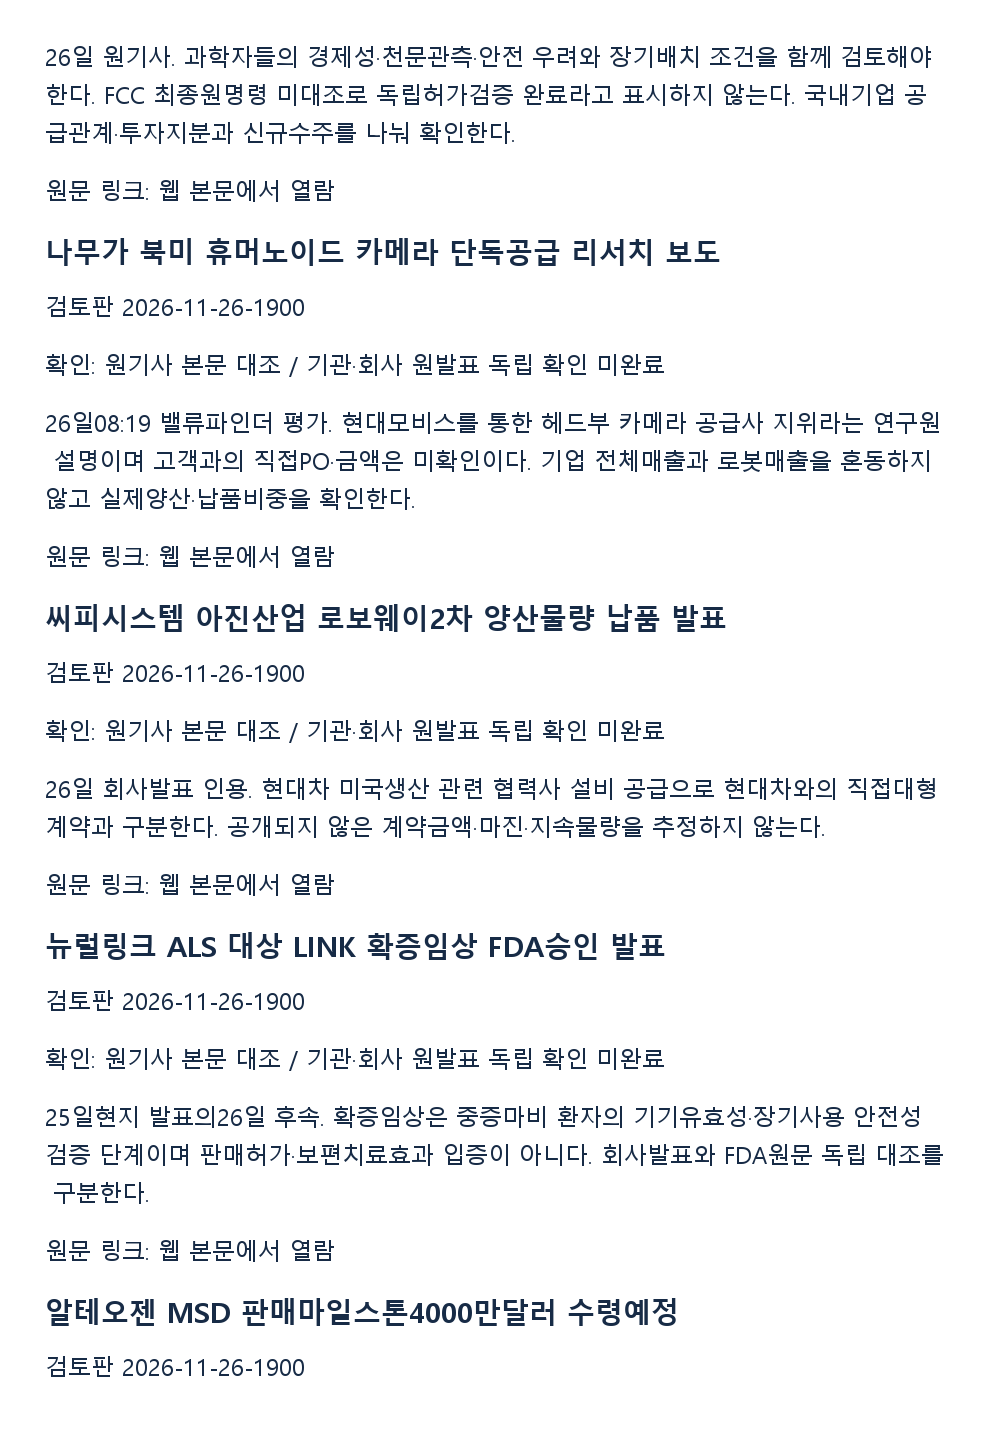 26일 원기사. 과학자들의 경제성·천문관측·안전 우려와 장기배치 조건을 함께 검토해야
한다. FCC 최종원명령 미대조로 독립허가검증 완료라고 표시하지 않는다. 국내기업 공
급관계·투자지분과 신규수주를 나눠 확인한다.
원문 링크: 웹 본문에서 열람
나무가 북미 휴머노이드 카메라 단독공급 리서치 보도
검토판 2026-11-26-1900
확인: 원기사 본문 대조 / 기관·회사 원발표 독립 확인 미완료
26일08:19 밸류파인더 평가. 현대모비스를 통한 헤드부 카메라 공급사 지위라는 연구원
설명이며 고객과의 직접PO·금액은 미확인이다. 기업 전체매출과 로봇매출을 혼동하지
않고 실제양산·납품비중을 확인한다.
원문 링크: 웹 본문에서 열람
씨피시스템 아진산업 로보웨이2차 양산물량 납품 발표
검토판 2026-11-26-1900
확인: 원기사 본문 대조 / 기관·회사 원발표 독립 확인 미완료
26일 회사발표 인용. 현대차 미국생산 관련 협력사 설비 공급으로 현대차와의 직접대형
계약과 구분한다. 공개되지 않은 계약금액·마진·지속물량을 추정하지 않는다.
원문 링크: 웹 본문에서 열람
뉴럴링크 ALS 대상 LINK 확증임상 FDA승인 발표
검토판 2026-11-26-1900
확인: 원기사 본문 대조 / 기관·회사 원발표 독립 확인 미완료
25일현지 발표의26일 후속. 확증임상은 중증마비 환자의 기기유효성·장기사용 안전성
검증 단계이며 판매허가·보편치료효과 입증이 아니다. 회사발표와 FDA원문 독립 대조를
구분한다.
원문 링크: 웹 본문에서 열람
알테오젠 MSD 판매마일스톤4000만달러 수령예정
검토판 2026-11-26-1900